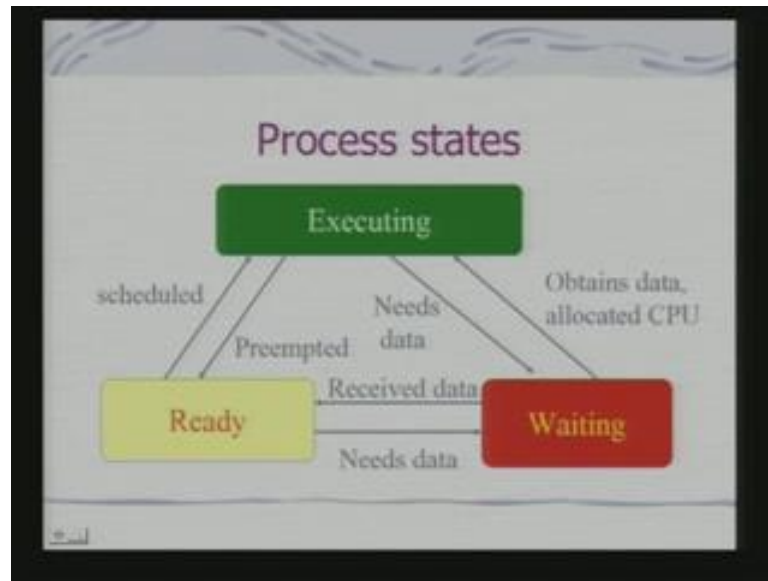 Process states
Executing
scheduled
Obtains data,
allocated CPU
Needs
data
Preempted
Ready
Received data
Waiting
Needs data